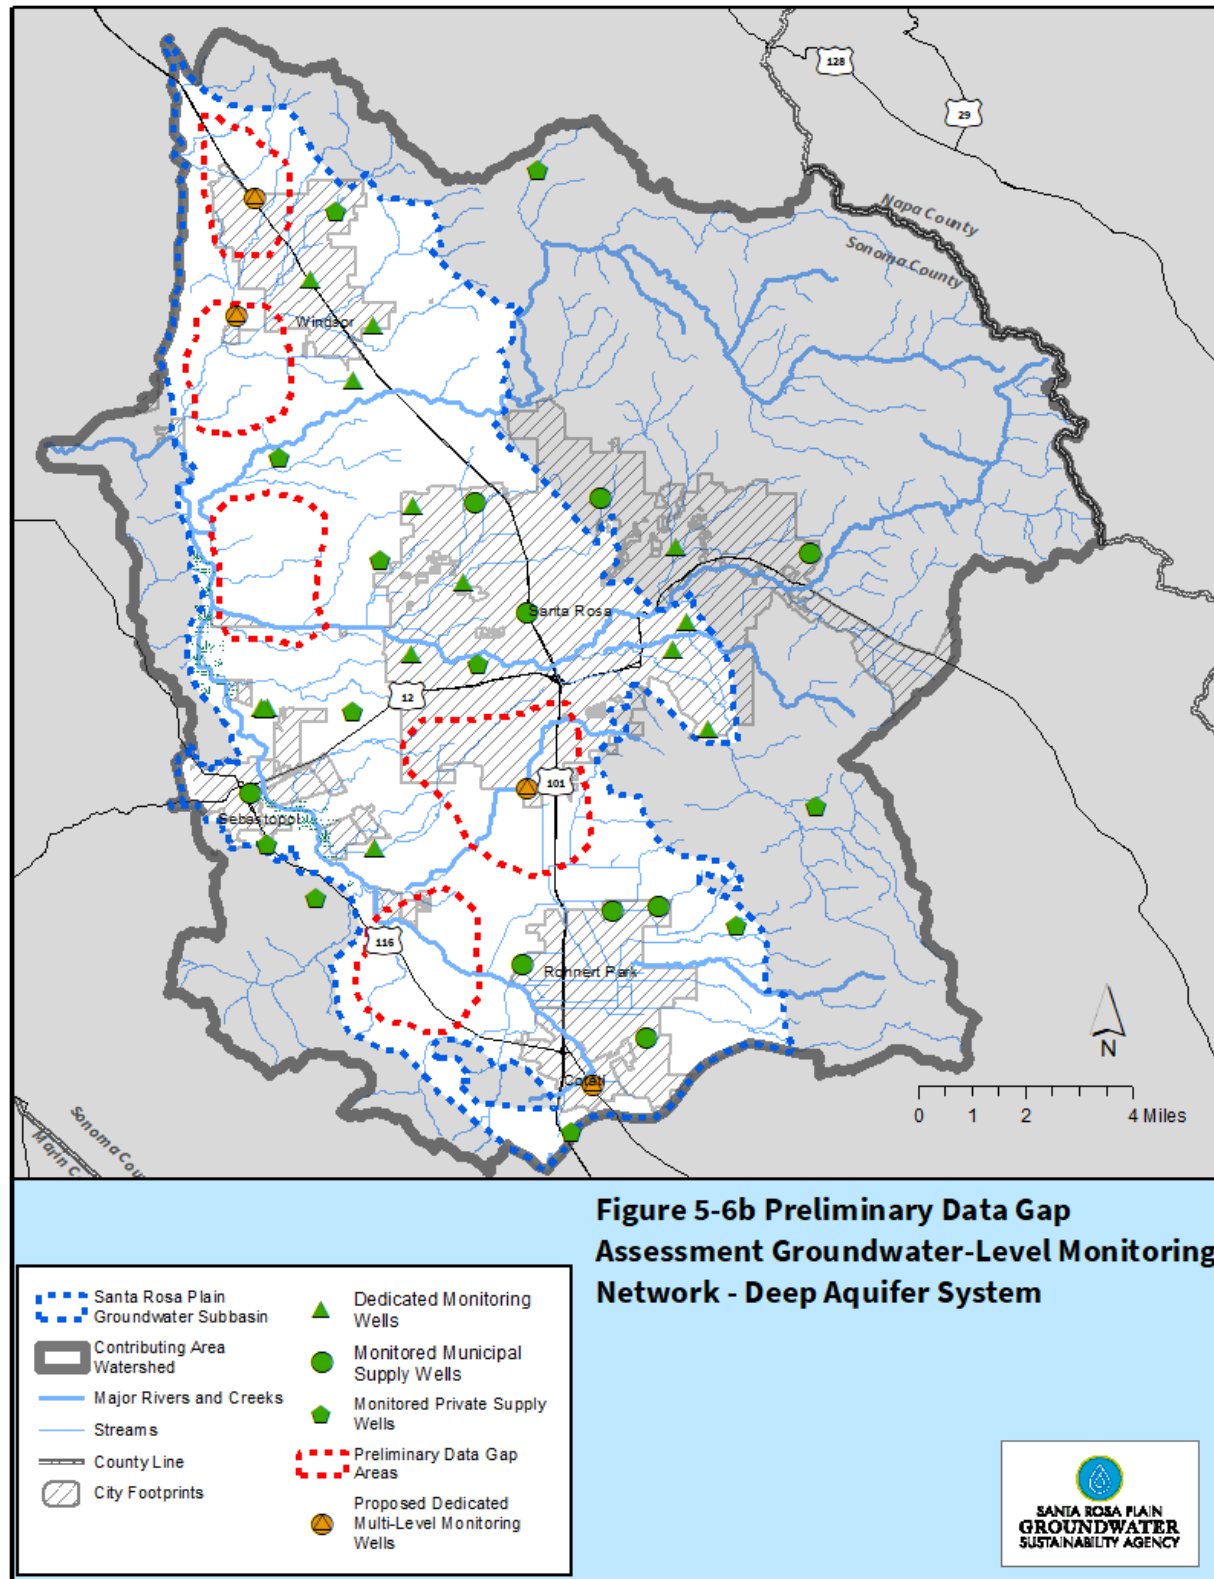 128
29
Napa County
Sonoma County
Windsor
Santa Rosa
12
101
Sebastopol
116
Rohnert Park
Cotati
N
0 1 2 4 Miles
Sonoma Cou
Marin C
Figure 5-6b Preliminary Data Gap
Assessment Groundwater-Level Monitoring
Network - Deep Aquifer System
Santa Rosa Plain
Groundwater Subbasin
Contributing Area
Watershed
Major Rivers and Creeks
Streams
County Line
City Footprints
Dedicated Monitoring
Wells
Monitored Municipal
Supply Wells
Monitored Private Supply
Wells
Preliminary Data Gap
Areas
Proposed Dedicated
Multi-Level Monitoring
Wells
SANTA ROSA PLAIN
GROUNDWATER
SUSTAINABILITY AGENCY